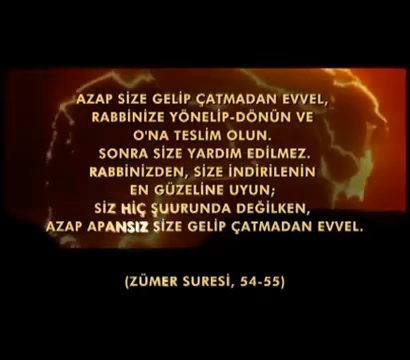 AZAP SİZE GELİP ÇATMADAN EVVEL,
RABBİNİZE YÖNELİP-DÖNÜN VE
O'NA TESLİM OLUN.
SONRA SİZE YARDIM EDİLMEZ.
RABBİNİZDEN, SİZE İNDİRİLENİN
EN GÜZELİNE UYUN;
SİZ HİÇ ŞUURUNDA DEĞİLKEN,
AZAP APANSIZ SİZE GELİP ÇATMADAN EVVEL.
(ZÜMER SURESİ, 54-55)